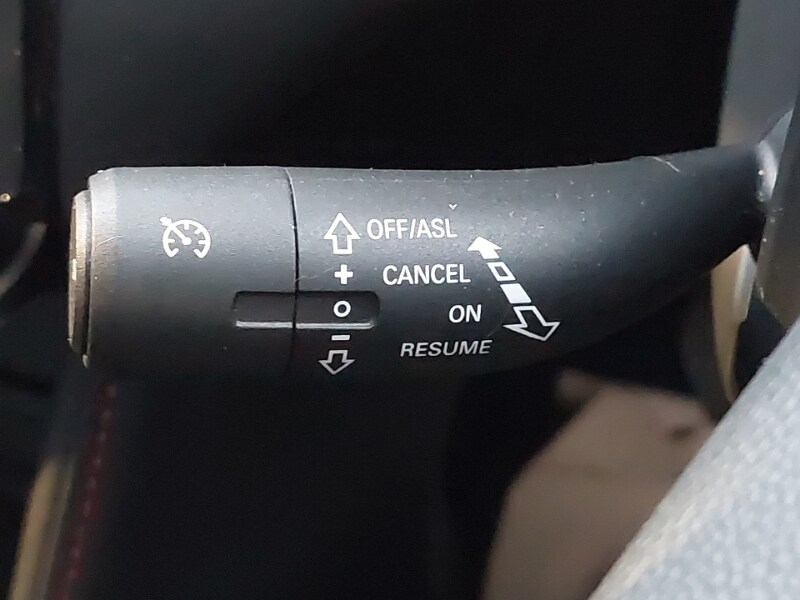 OFF/ASL
+ CANCEL
ON
–
RESUME